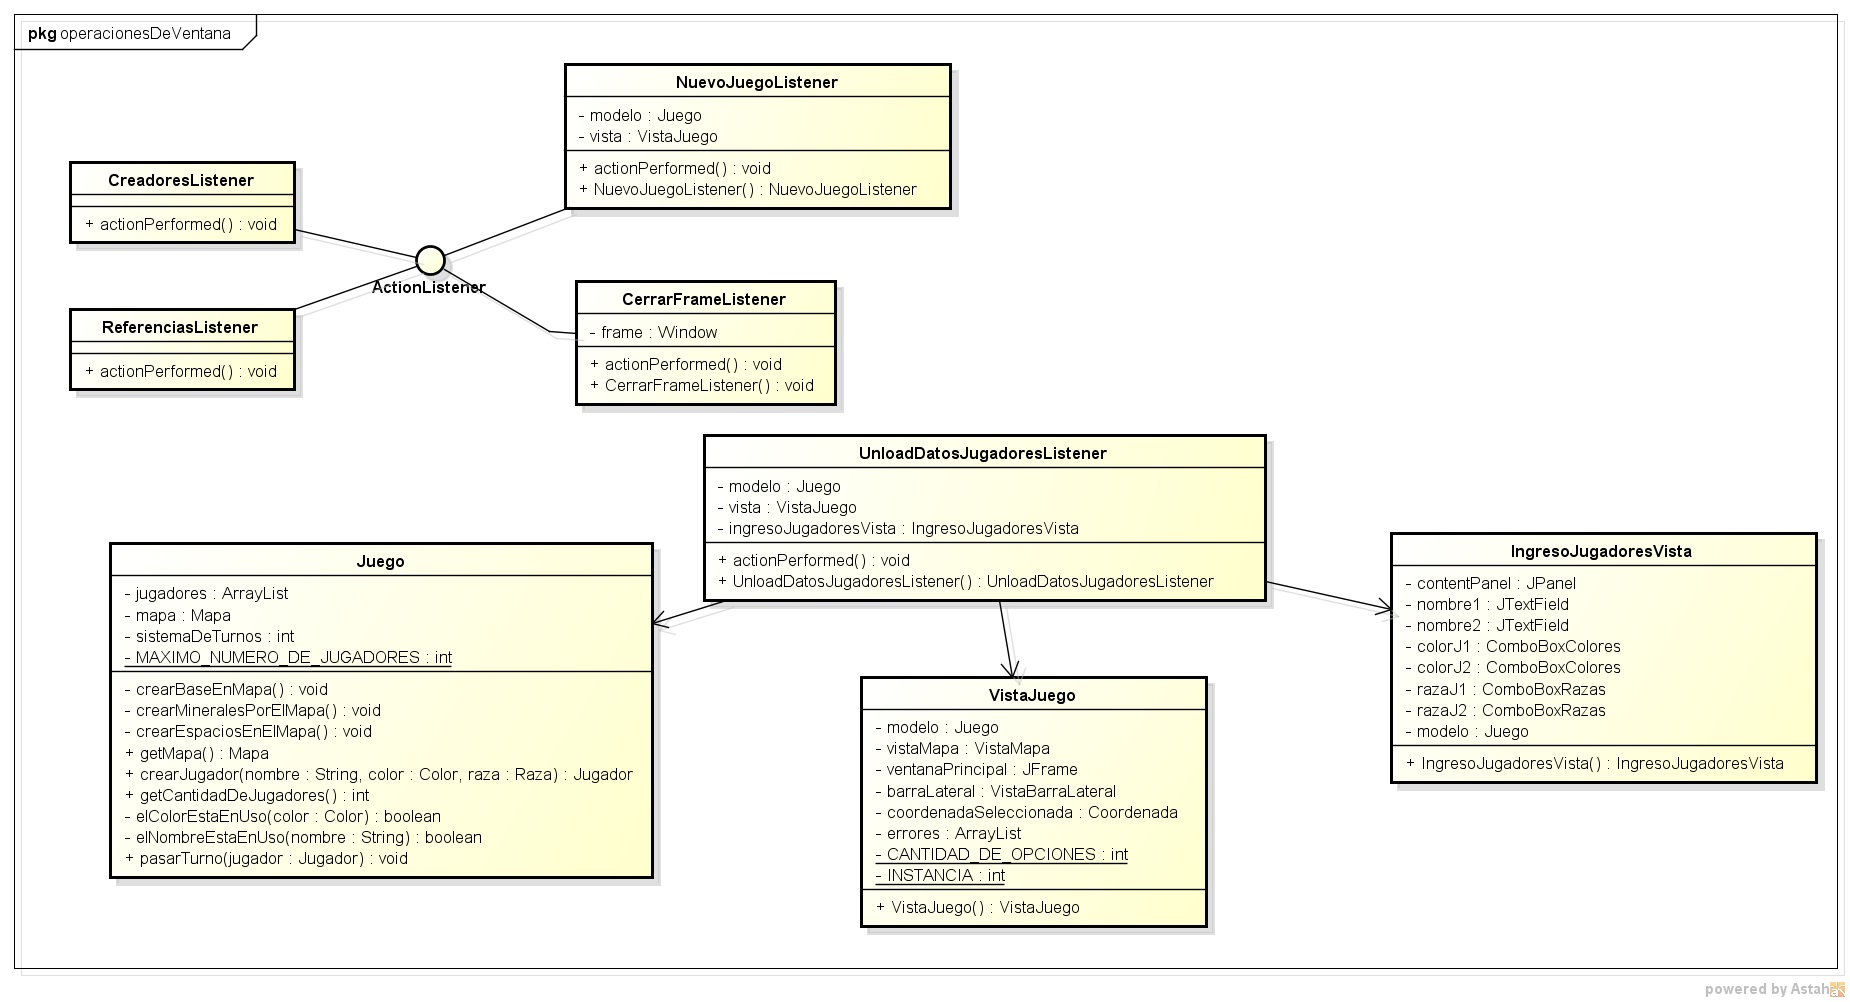 pkg operacionesDeVentana
NuevoJuegoListener
- modelo : Juego
- vista : VistaJuego
+ actionPerformed() : void
+ NuevoJuegoListener() : NuevoJuegoListener
CreadoresListener
+ actionPerformed() : void
ActionListener
ReferenciasListener
+ actionPerformed() : void
CerrarFrameListener
- frame : Window
+ actionPerformed() : void
+ CerrarFrameListener() : void
UnloadDatosJugadoresListener
- modelo : Juego
- vista : VistaJuego
- ingresoJugadoresVista : IngresoJugadoresVista
+ actionPerformed() : void
+ UnloadDatosJugadoresListener() : UnloadDatosJugadoresListener
Juego
- jugadores : ArrayList
- mapa : Mapa
- sistemaDeTurnos : int
- MAXIMO_NUMERO_DE_JUGADORES : int
- crearBaseEnMapa() : void
- crearMineralesPorElMapa() : void
- crearEspaciosEnElMapa() : void
+ getMapa() : Mapa
+ crearJugador(nombre : String, color : Color, raza : Raza) : Jugador
+ getCantidadDeJugadores() : int
- elColorEstaEnUso(color : Color) : boolean
- elNombreEstaEnUso(nombre : String) : boolean
+ pasarTurno(jugador : Jugador) : void
VistaJuego
- modelo : Juego
- vistaMapa : VistaMapa
- ventanaPrincipal : JFrame
- barraLateral : VistaBarraLateral
- coordenadaSeleccionada : Coordenada
- errores : ArrayList
- CANTIDAD_DE_OPCIONES : int
- INSTANCIA : int
+ VistaJuego() : VistaJuego
IngresoJugadoresVista
- contentPanel : JPanel
- nombre1 : JTextField
- nombre2 : JTextField
- colorJ1 : ComboBoxColores
- colorJ2 : ComboBoxColores
- razaJ1 : ComboBoxRazas
- razaJ2 : ComboBoxRazas
- modelo : Juego
+ IngresoJugadoresVista() : IngresoJugadoresVista
powered by Astah